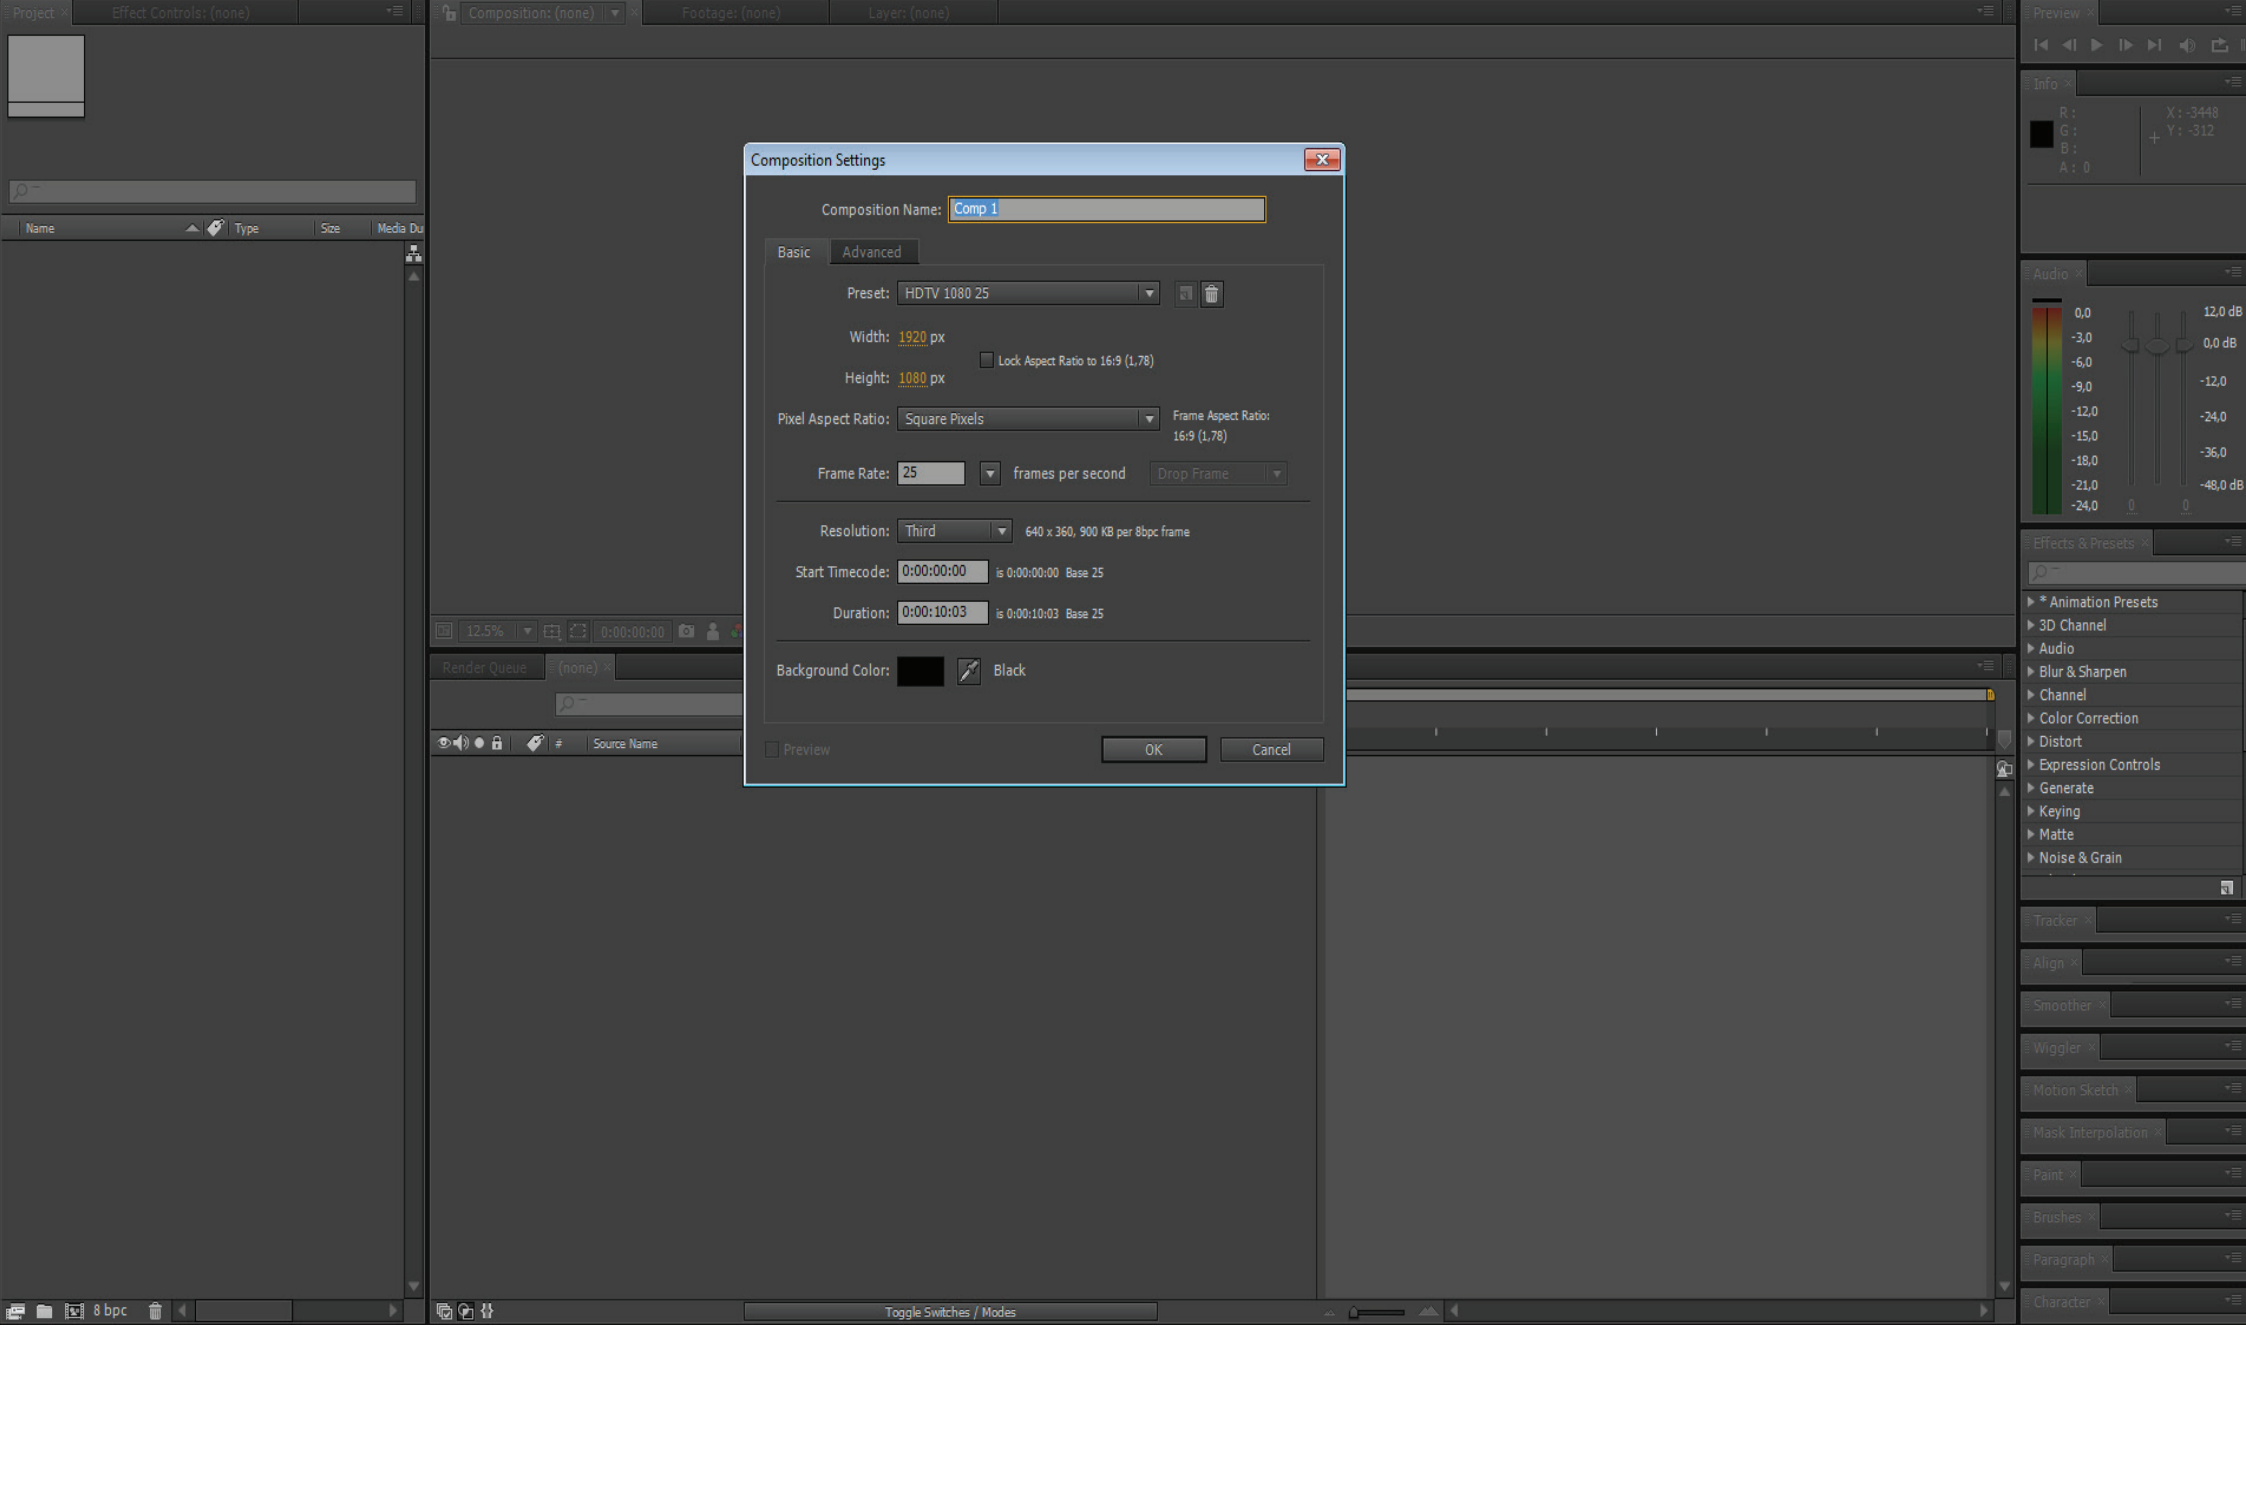 Project
Effect Controls: (none)
Composition: (none)
Footage: (none)
Layer: (none)
Preview
Info
R :
G :
B :
A : 0
X : -3448
Y : -312
Name
Type
Size
Media Du
Composition Settings
Composition Name: Comp 1
Basic
Advanced
Preset: HDTV 1080 25
Width: 1920 px
Lock Aspect Ratio to 16:9 (1,78)
Height: 1080 px
Pixel Aspect Ratio: Square Pixels
Frame Aspect Ratio:
16:9 (1,78)
Frame Rate: 25 frames per second Drop Frame
Resolution: Third 640 x 360, 900 KB per 8bpc frame
Start Timecode: 0:00:00:00 is 0:00:00:00 Base 25
Duration: 0:00:10:03 is 0:00:10:03 Base 25
Background Color: Black
Preview
OK
Cancel
12.5%
0:00:00:00
Render Queue
(none)
#
Source Name
Audio
0,0
-3,0
-6,0
-9,0
-12,0
-15,0
-18,0
-21,0
-24,0
0
0
12,0 dB
0,0 dB
-12,0
-24,0
-36,0
-48,0 dB
Effects & Presets
* Animation Presets
3D Channel
Audio
Blur & Sharpen
Channel
Color Correction
Distort
Expression Controls
Generate
Keying
Matte
Noise & Grain
Tracker
Align
Smoother
Wiggler
Motion Sketch
Mask Interpolation
Paint
Brushes
Paragraph
Character
8 bpc
Toggle Switches / Modes